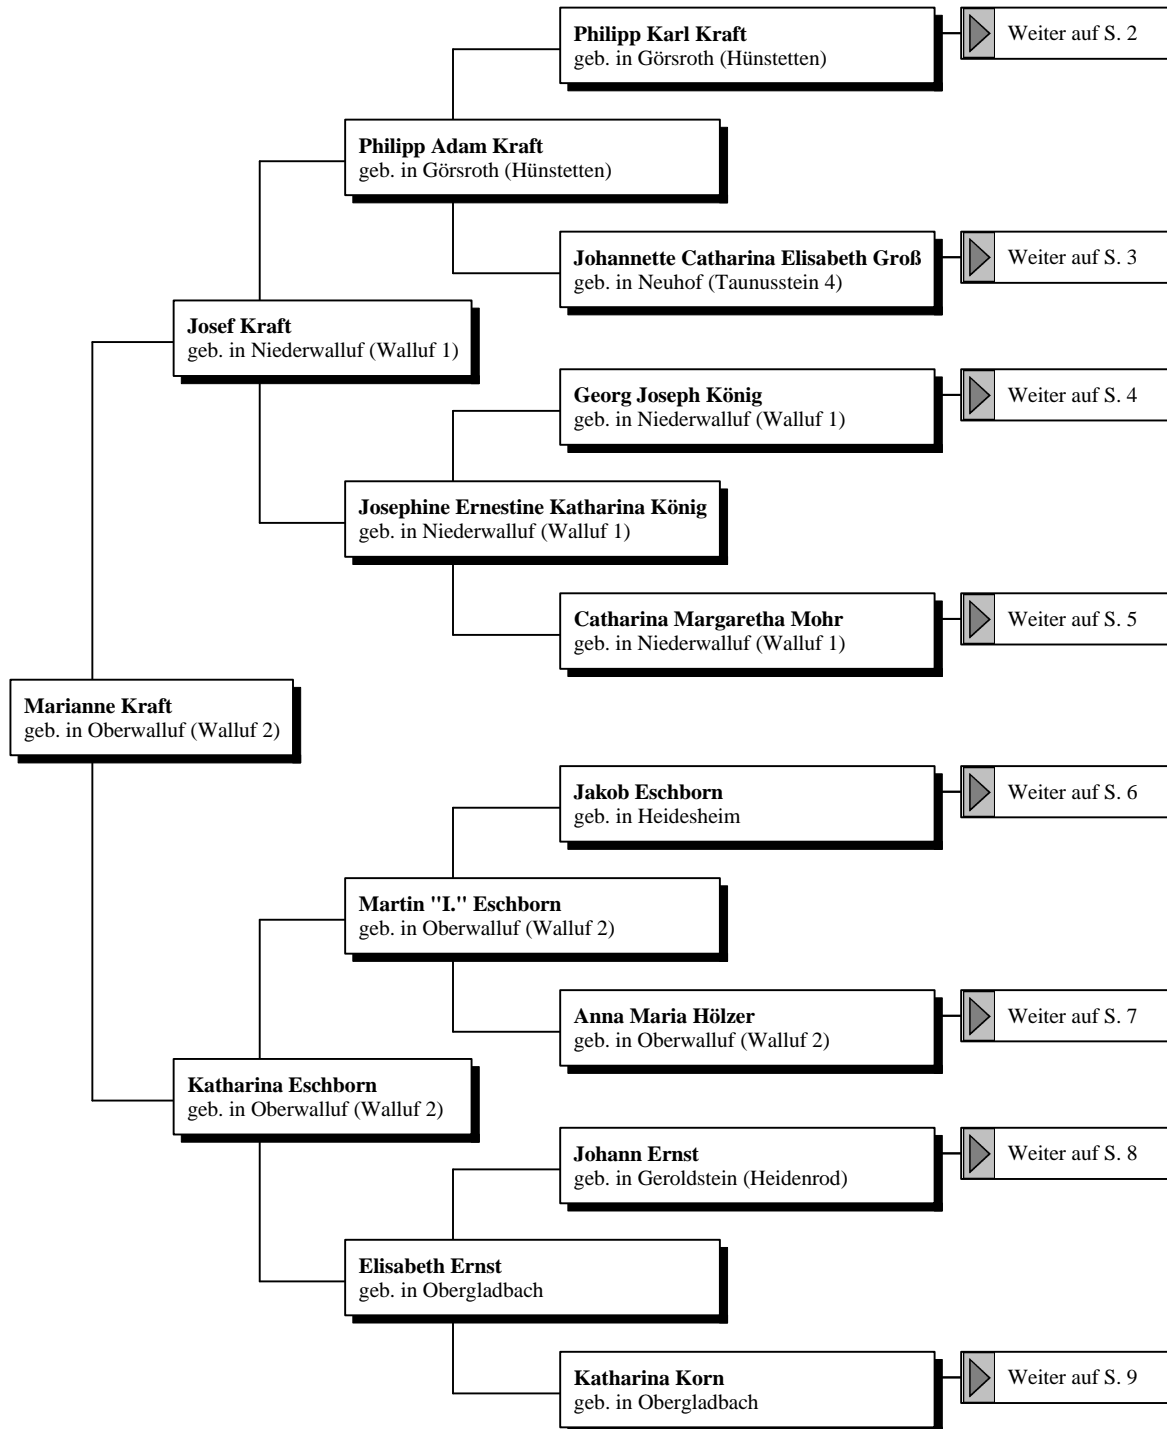 Philipp Karl Kraft
geb. in Görsroth (Hünstetten)
Weiter auf S. 2
Philipp Adam Kraft
geb. in Görsroth (Hünstetten)
Johannette Catharina Elisabeth Groß
geb. in Neuhof (Taunusstein 4)
Weiter auf S. 3
Josef Kraft
geb. in Niederwalluf (Walluf 1)
Georg Joseph König
geb. in Niederwalluf (Walluf 1)
Weiter auf S. 4
Josephine Ernestine Katharina König
geb. in Niederwalluf (Walluf 1)
Catharina Margaretha Mohr
geb. in Niederwalluf (Walluf 1)
Weiter auf S. 5
Marianne Kraft
geb. in Oberwalluf (Walluf 2)
Jakob Eschborn
geb. in Heidesheim
Weiter auf S. 6
Martin "I." Eschborn
geb. in Oberwalluf (Walluf 2)
Anna Maria Hölzer
geb. in Oberwalluf (Walluf 2)
Weiter auf S. 7
Katharina Eschborn
geb. in Oberwalluf (Walluf 2)
Johann Ernst
geb. in Geroldstein (Heidenrod)
Weiter auf S. 8
Elisabeth Ernst
geb. in Obergladbach
Katharina Korn
geb. in Obergladbach
Weiter auf S. 9